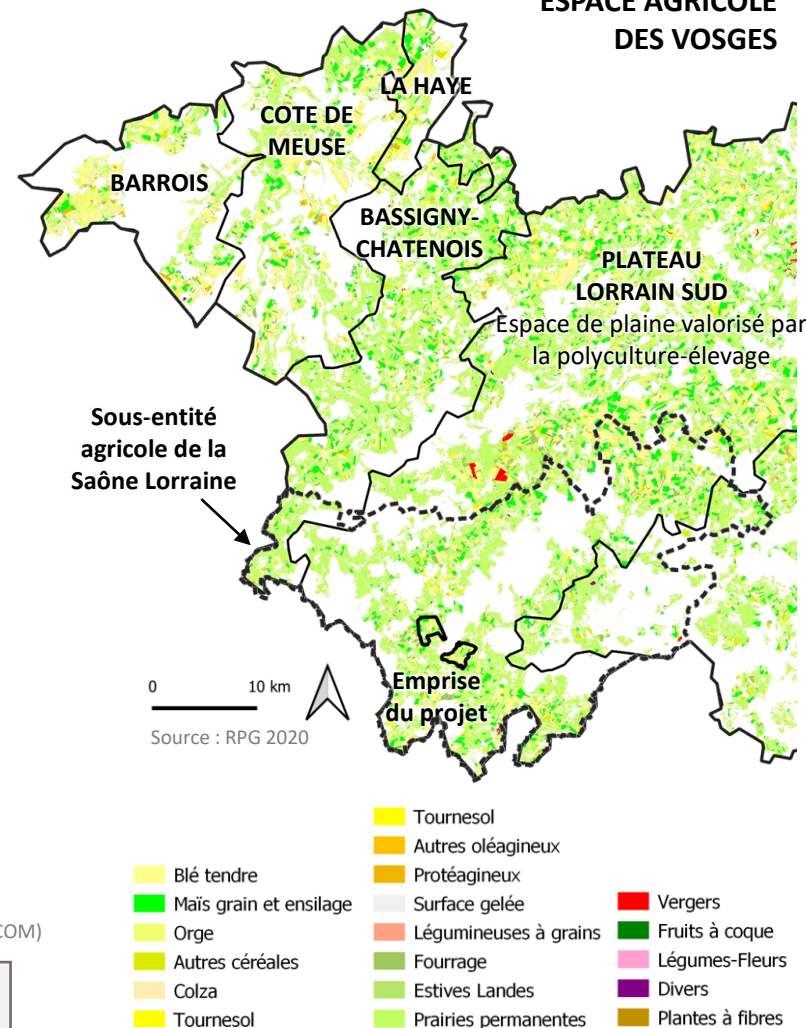 ESPACE AGRICOLE
DES VOSGES
LA HAYE
COTE DE
MEUSE
BARROIS
BASSIGNY-
CHATENOIS
PLATEAU
LORRAIN SUD
Espace de plaine valorisé par
la polyculture-élevage
Sous-entité
agricole de la
Saône Lorraine
Emprise
du projet
0 10 km
Source : RPG 2020
COM)
Blé tendre
Maïs grain et ensilage
Orge
Autres céréales
Colza
Tournesol
Tournesol
Autres oléagineux
Protéagineux
Surface gelée
Légumineuses à grains
Fourrage
Estives Landes
Prairies permanentes
Vergers
Fruits à coque
Légumes-Fleurs
Divers
Plantes à fibres